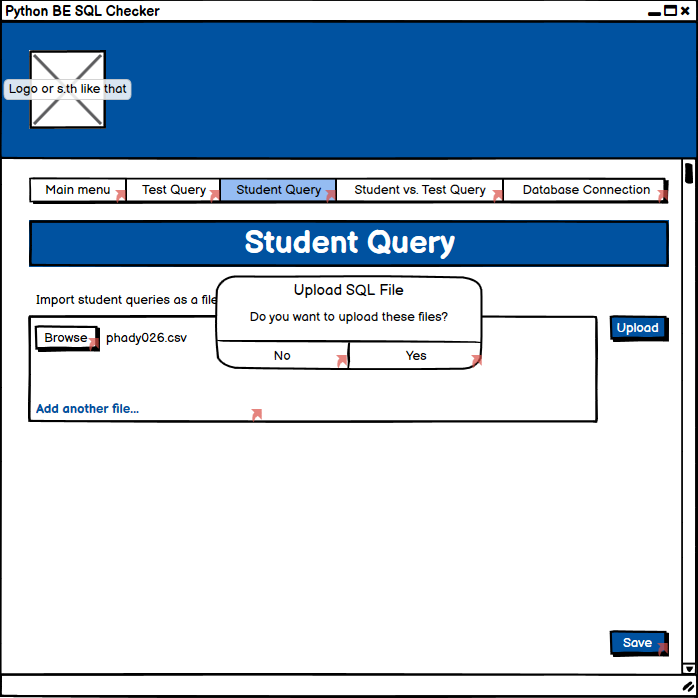 Python BE SQL Checker
Logo or s.th like that
Main menu Test Query Student Query Student vs. Test Query Database Connection
Student Query
Upload SQL File
Import student queries as a file
Do you want to upload these files?
Upload
Browse phady026.csv
No Yes
Add another file...
Save